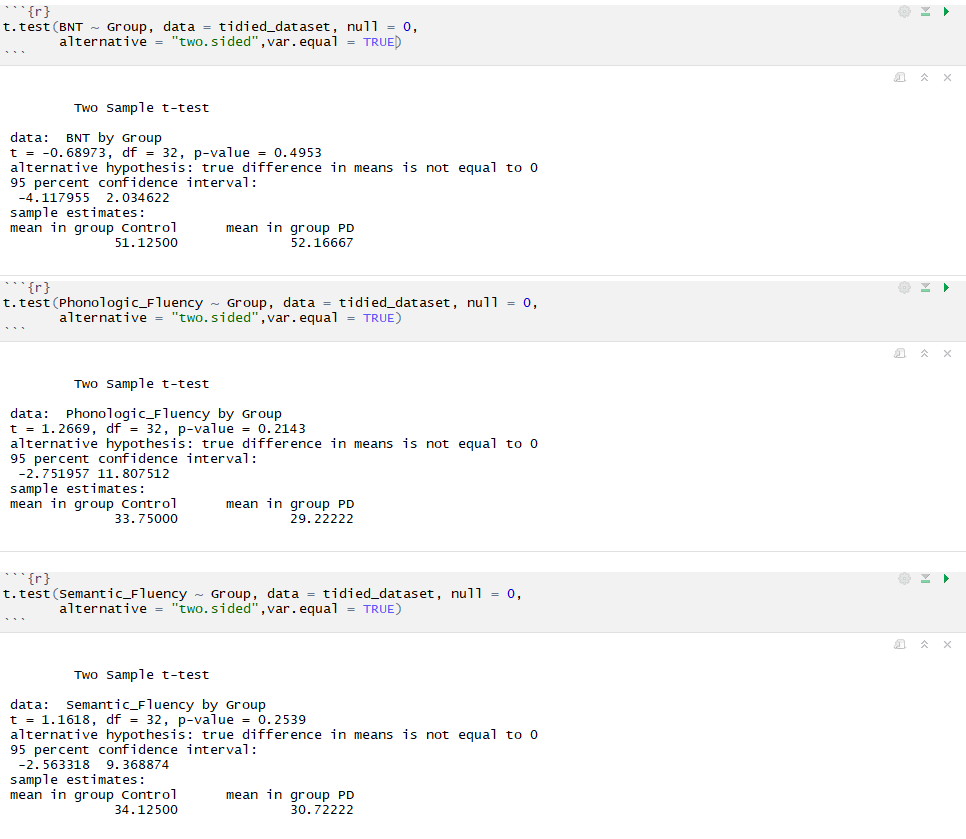 ```{r}
t.test(BNT ~ Group, data = tidied_dataset, null = 0,
       alternative = "two.sided",var.equal = TRUE)
```
        Two Sample t-test
data:  BNT by Group
t = -0.68973, df = 32, p-value = 0.4953
alternative hypothesis: true difference in means is not equal to 0
95 percent confidence interval:
 -4.117955  2.034622
sample estimates:
mean in group Control      mean in group PD
             51.12500              52.16667
```{r}
t.test(Phonologic_Fluency ~ Group, data = tidied_dataset, null = 0,
       alternative = "two.sided",var.equal = TRUE)
```
        Two Sample t-test
data:  Phonologic_Fluency by Group
t = 1.2669, df = 32, p-value = 0.2143
alternative hypothesis: true difference in means is not equal to 0
95 percent confidence interval:
 -2.751957 11.807512
sample estimates:
mean in group Control      mean in group PD
             33.75000              29.22222
```{r}
t.test(Semantic_Fluency ~ Group, data = tidied_dataset, null = 0,
       alternative = "two.sided",var.equal = TRUE)
```
        Two Sample t-test
data:  Semantic_Fluency by Group
t = 1.1618, df = 32, p-value = 0.2539
alternative hypothesis: true difference in means is not equal to 0
95 percent confidence interval:
 -2.563318  9.368874
sample estimates:
mean in group Control      mean in group PD
             34.12500              30.72222